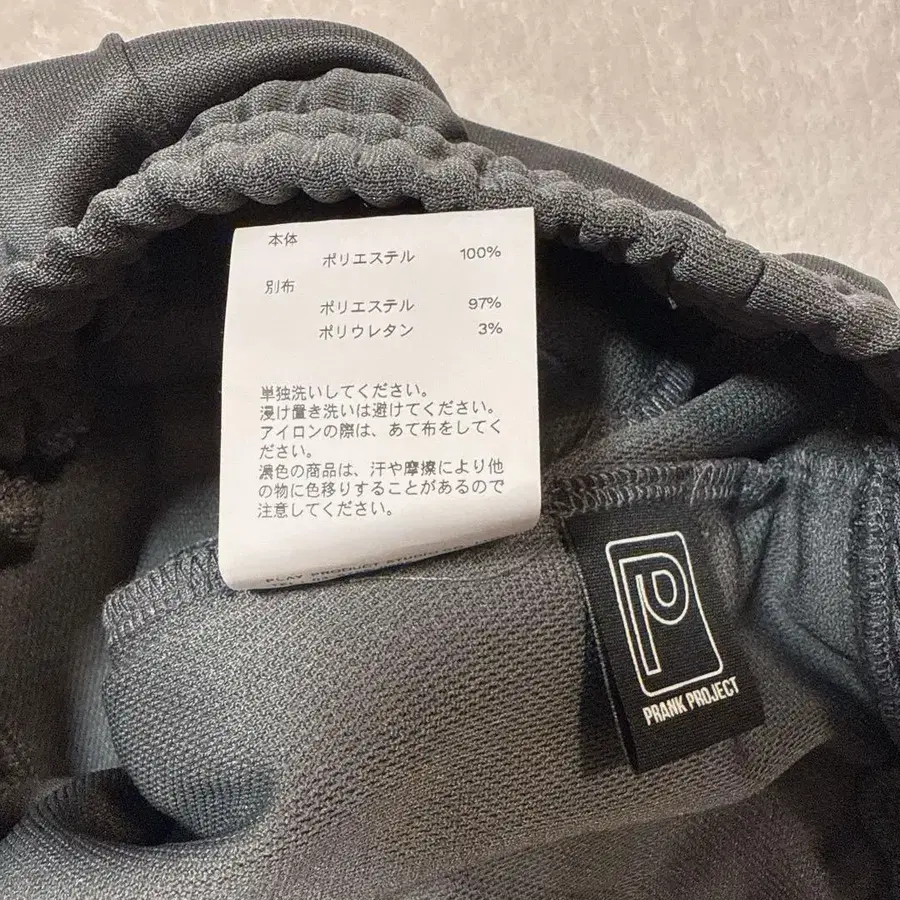 本体
ポリエステル 100%
別布
ポリエステル 97%
ポリウレタン 3%
単独洗いしてください。
浸け置き洗いは避けてください。
アイロンの際は、あて布をしてく
ださい。
濃色の商品は、汗や摩擦により他
の物に色移りすることがあるので
注意してください。
PLAY PRODUCT STUDIO
P
PRANK PROJECT